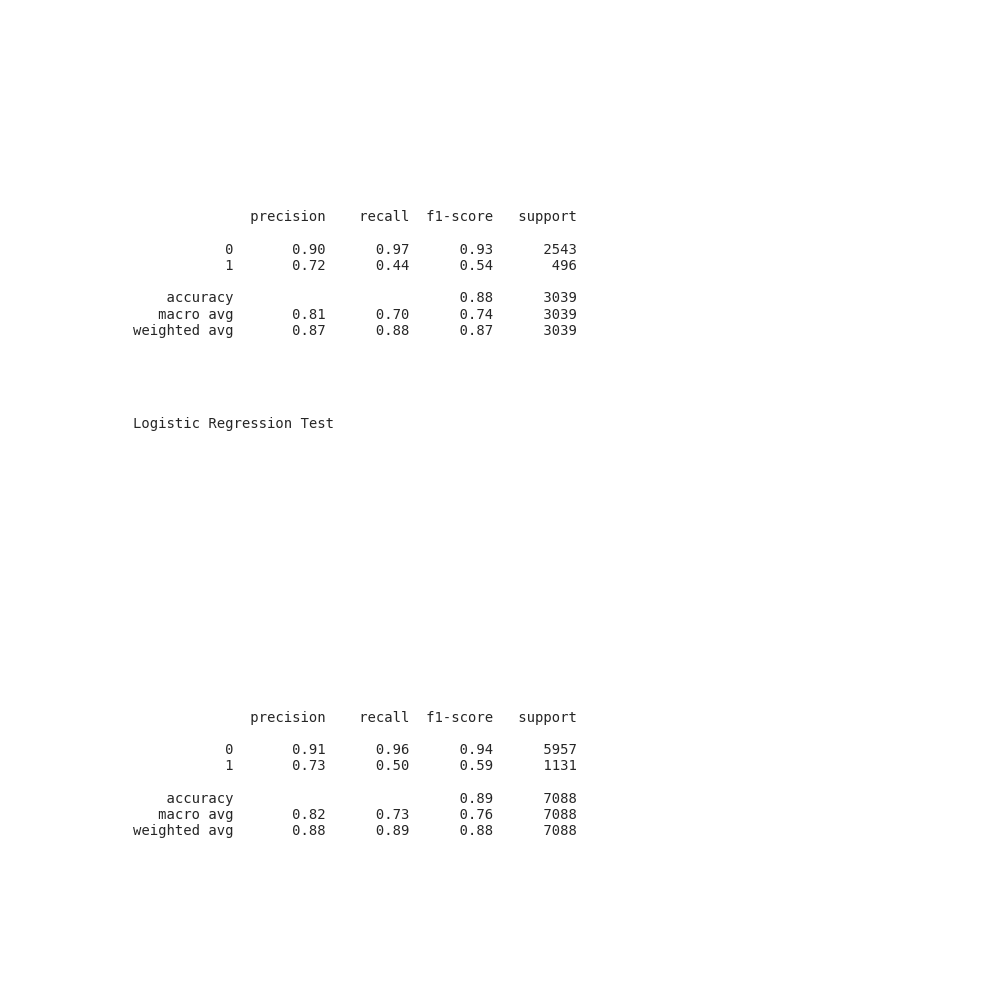 precision recall f1-score support
0 0.90 0.97 0.93 2543
1 0.72 0.44 0.54 496
accuracy 0.88 3039
macro avg 0.81 0.70 0.74 3039
weighted avg 0.87 0.88 0.87 3039
Logistic Regression Test
precision recall f1-score support
0 0.91 0.96 0.94 5957
1 0.73 0.50 0.59 1131
accuracy 0.89 7088
macro avg 0.82 0.73 0.76 7088
weighted avg 0.88 0.89 0.88 7088